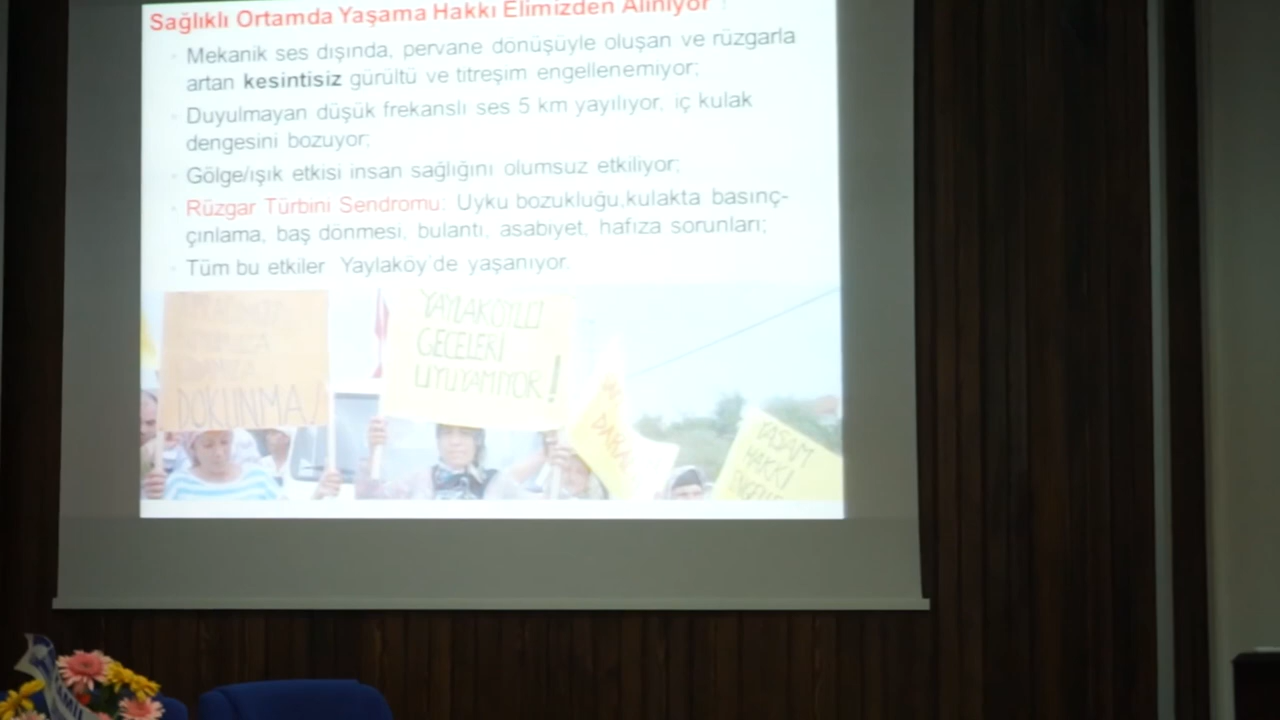 Sağlıklı Ortamda Yaşama Hakkı Elimizden Alınıyor !
Mekanik ses dışında, pervane dönüşüyle oluşan ve rüzgarla
artan kesintisiz gürültü ve titreşim engellenemiyor;
Duyulmayan düşük frekanslı ses 5 km yayılıyor, iç kulak
dengesini bozuyor;
Gölge/ışık etkisi insan sağlığını olumsuz etkiliyor;
Rüzgar Türbini Sendromu: Uyku bozukluğu,kulakta basınç-
çınlama, baş dönmesi, bulantı, asabiyet, hafıza sorunları;
Tüm bu etkiler Yaylaköy'de yaşanıyor.
DOKUNMA!
YAYLAKÖYLÜ
GECELERİ
UYUYAMIYOR!
YAŞAM
HAKKI